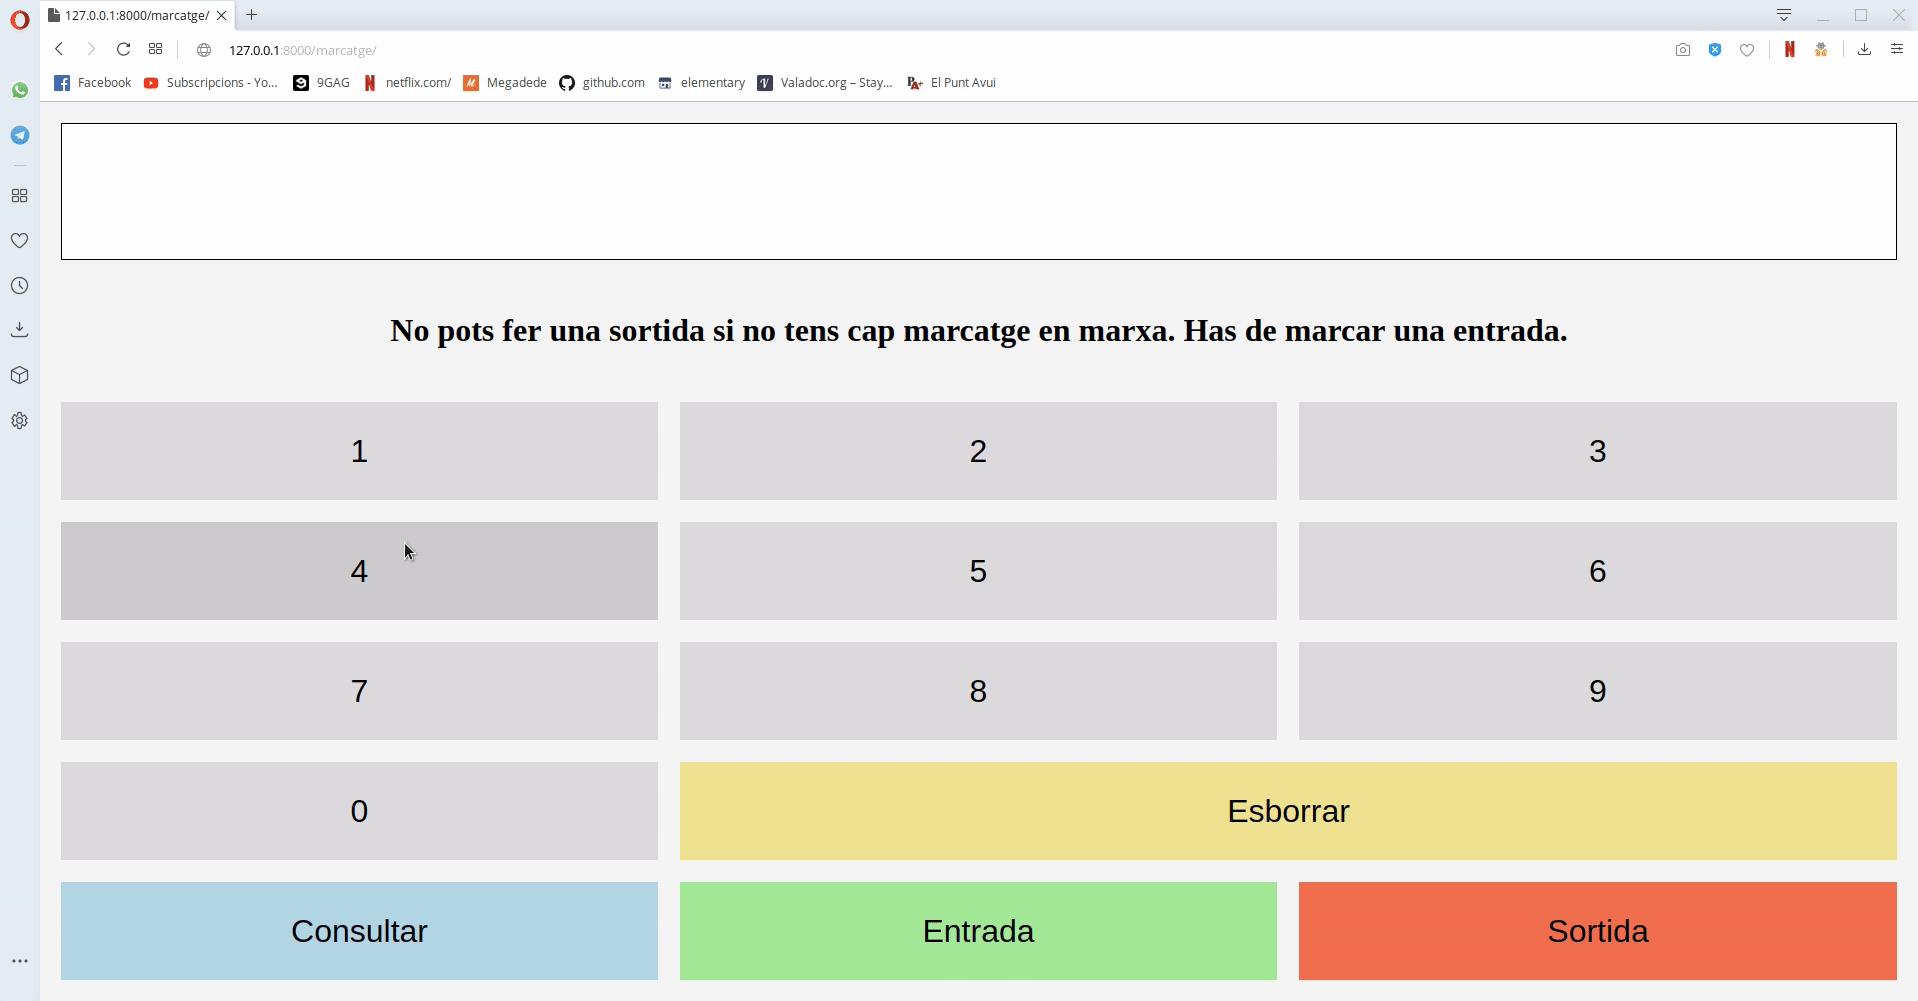 127.0.0.1:8000/marcatge/
127.0.0.1:8000/marcatge/
Facebook Subscripcions - Yo... 9GAG netflix.com/ Megadede github.com elementary Valadoc.org – Stay... El Punt Avui
No pots fer una sortida si no tens cap marcatge en marxa. Has de marcar una entrada.
1 2 3
4 5 6
7 8 9
0 Esborrar
Consultar Entrada Sortida